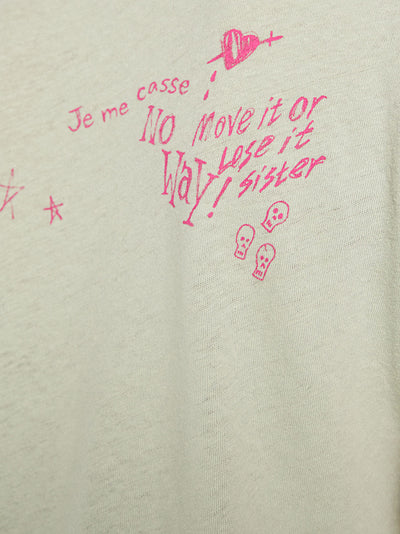 Je me casse
No
Way!
Move it or
Lose it
sister